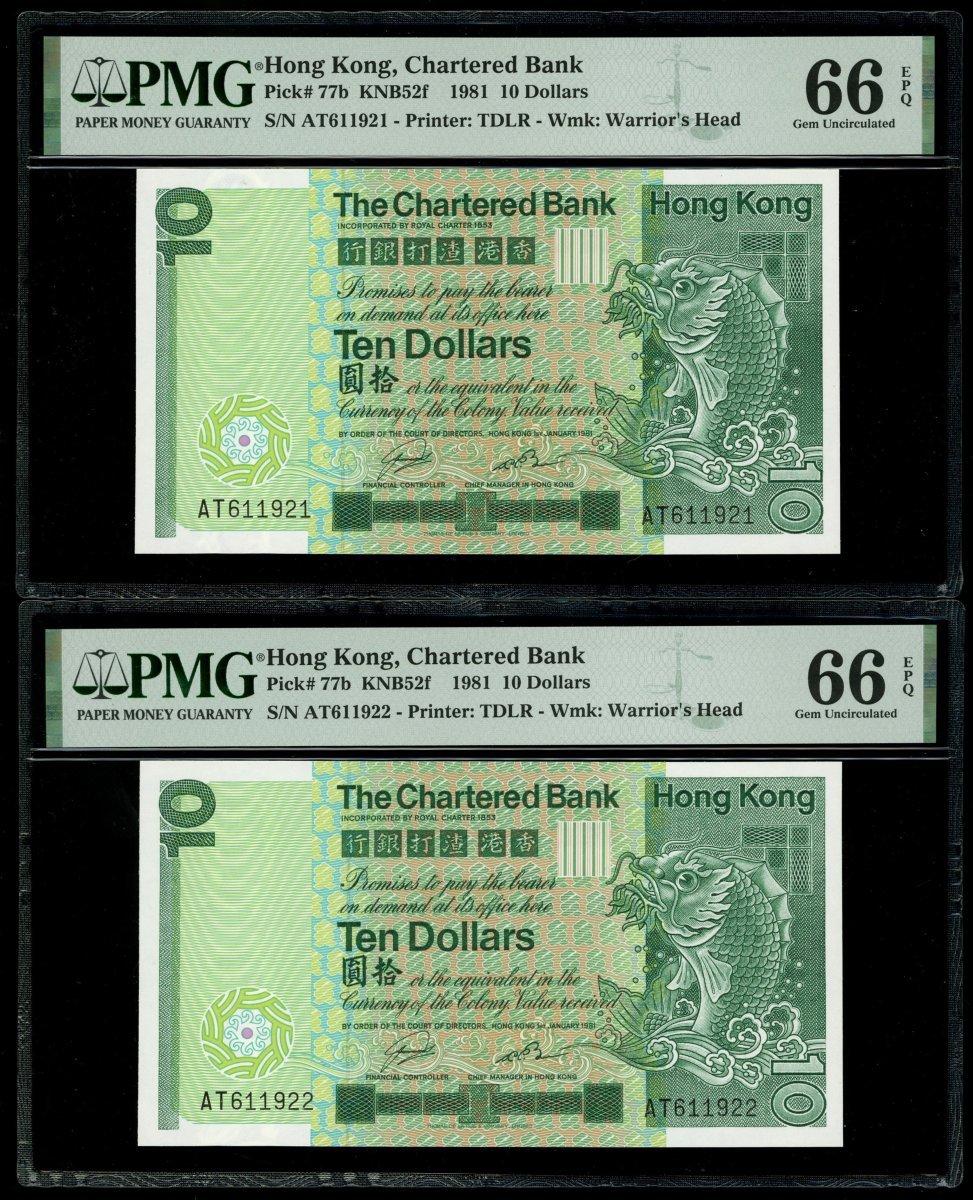 PMG®
PAPER MONEY GUARANTY
Hong Kong, Chartered Bank
Pick# 77b KNB52f 1981 10 Dollars
S/N AT611921 - Printer: TDLR - Wmk: Warrior's Head
66 EPQ
Gem Uncirculated
10
The Chartered Bank
INCORPORATED BY ROYAL CHARTER 1853
行銀打渣港香
Hong Kong
Promises to pay the bearer
on demand at its office here
Ten Dollars
圓拾 or the equivalent in the
Currency of the Colony Value received
BY ORDER OF THE COURT OF DIRECTORS, HONG KONG 1ST JANUARY 1981
FINANCIAL CONTROLLER CHIEF MANAGER IN HONG KONG
AT611921
AT611921
10
PMG®
PAPER MONEY GUARANTY
Hong Kong, Chartered Bank
Pick# 77b KNB52f 1981 10 Dollars
S/N AT611922 - Printer: TDLR - Wmk: Warrior's Head
66 EPQ
Gem Uncirculated
10
The Chartered Bank
INCORPORATED BY ROYAL CHARTER 1853
行銀打渣港香
Hong Kong
Promises to pay the bearer
on demand at its office here
Ten Dollars
圓拾 or the equivalent in the
Currency of the Colony Value received
BY ORDER OF THE COURT OF DIRECTORS, HONG KONG 1ST JANUARY 1981
FINANCIAL CONTROLLER CHIEF MANAGER IN HONG KONG
AT611922
AT611922
10